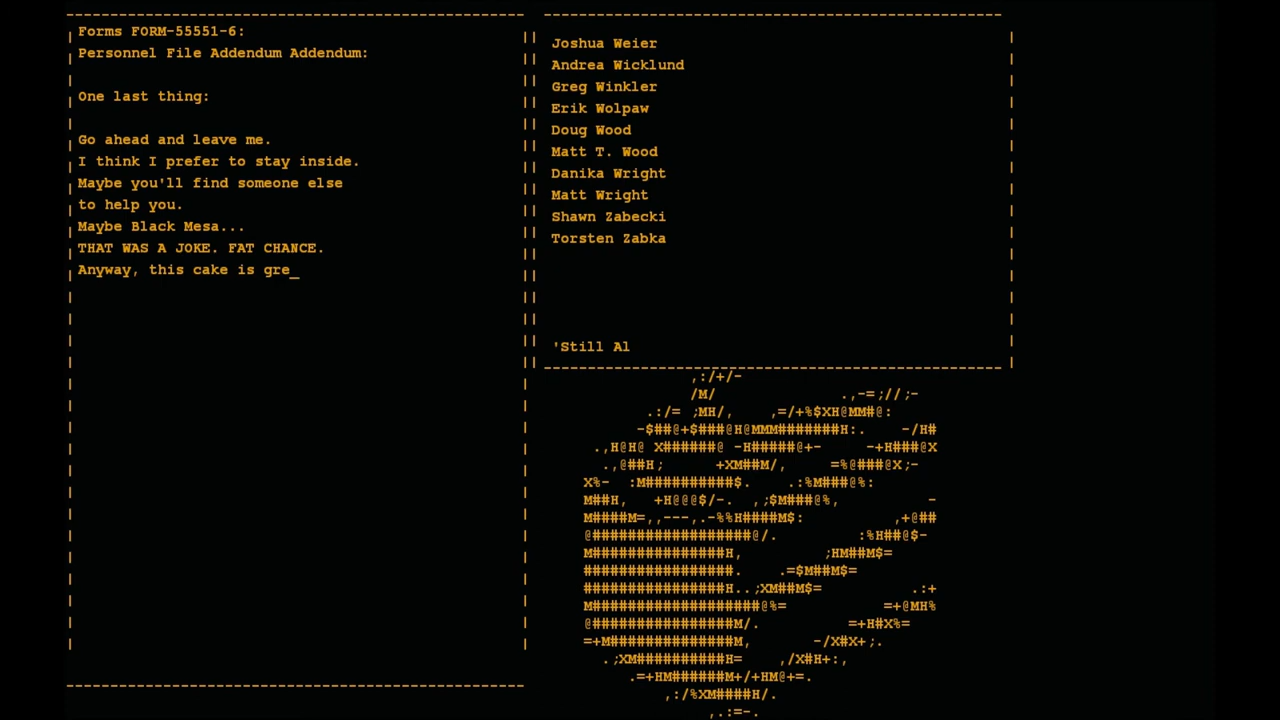 Forms FORM-55551-6:
Personnel File Addendum Addendum:
One last thing:
Go ahead and leave me.
I think I prefer to stay inside.
Maybe you'll find someone else
to help you.
Maybe Black Mesa...
THAT WAS A JOKE. FAT CHANCE.
Anyway, this cake is gre_
Joshua Weier
Andrea Wicklund
Greg Winkler
Erik Wolpaw
Doug Wood
Matt T. Wood
Danika Wright
Matt Wright
Shawn Zabecki
Torsten Zabka
'Still Al